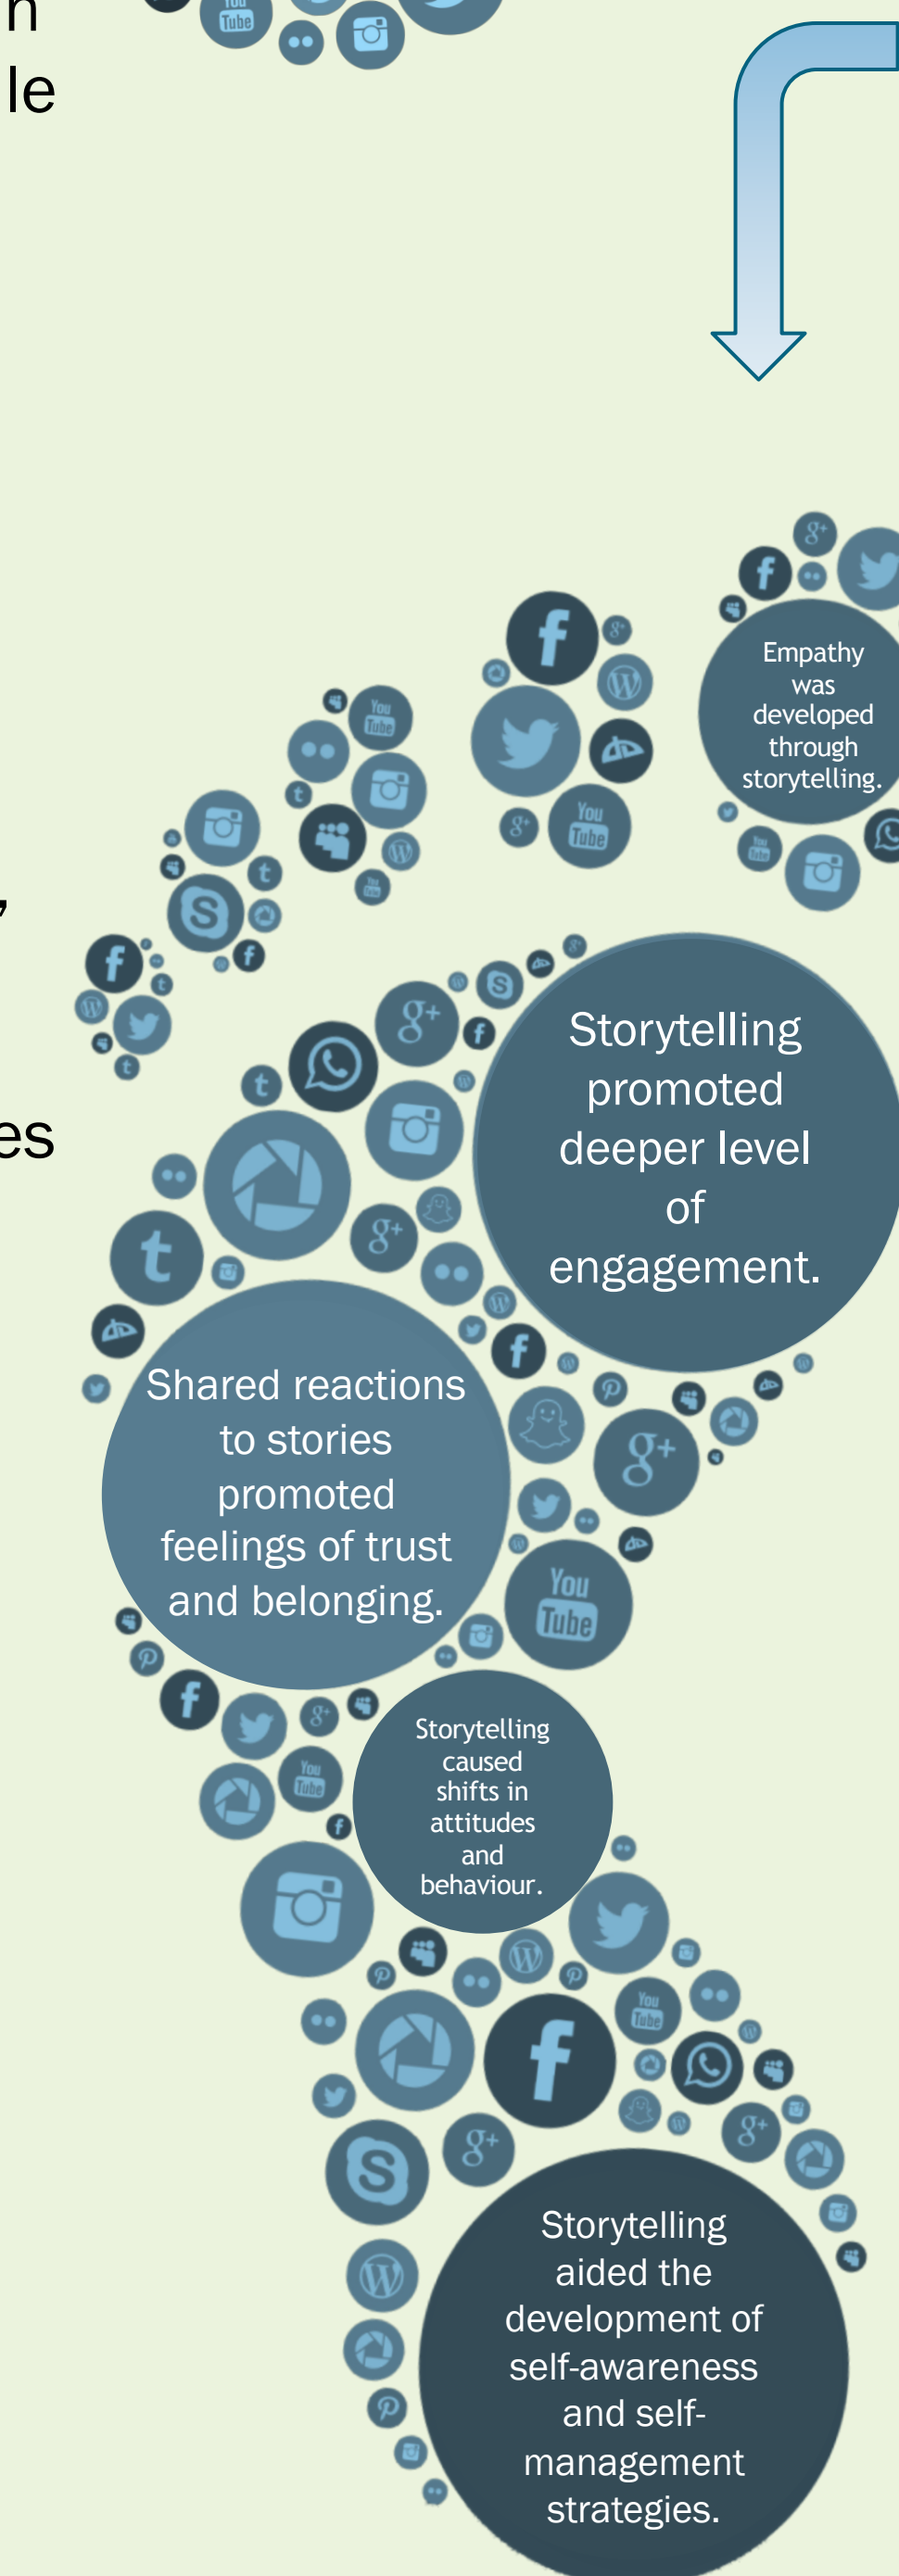 n
le
,
es
Empathy
was
developed
through
storytelling.
Storytelling
promoted
deeper level
of
engagement.
Shared reactions
to stories
promoted
feelings of trust
and belonging.
Storytelling
caused
shifts in
attitudes
and
behaviour.
Storytelling
aided the
development of
self-awareness
and self-
management
strategies.